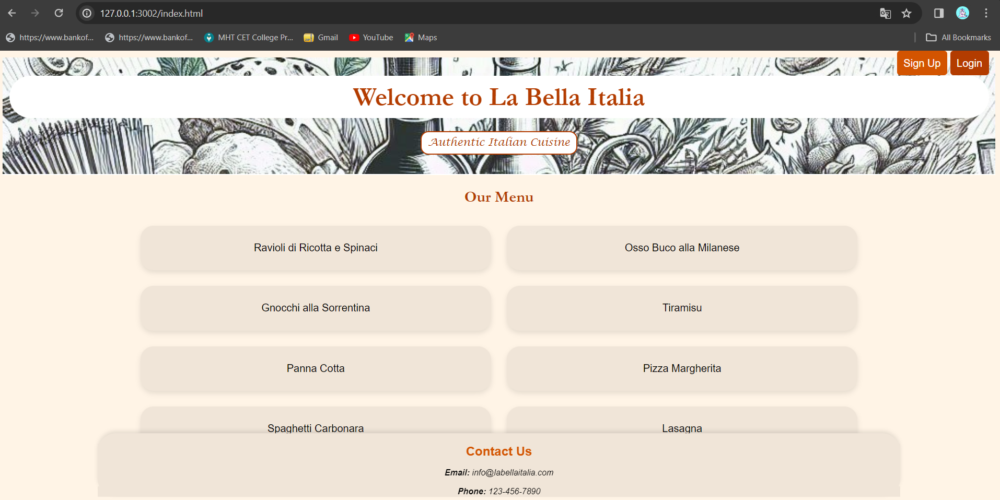 127.0.0.1:3002/index.html
https://www.bankof... https://www.bankof... MHT CET College Pr... Gmail YouTube Maps All Bookmarks
Sign Up Login
Welcome to La Bella Italia
Authentic Italian Cuisine
Our Menu
Ravioli di Ricotta e Spinaci Osso Buco alla Milanese
Gnocchi alla Sorrentina Tiramisu
Panna Cotta Pizza Margherita
Spaghetti Carbonara Lasagna
Contact Us
Email: info@labellaitalia.com
Phone: 123-456-7890